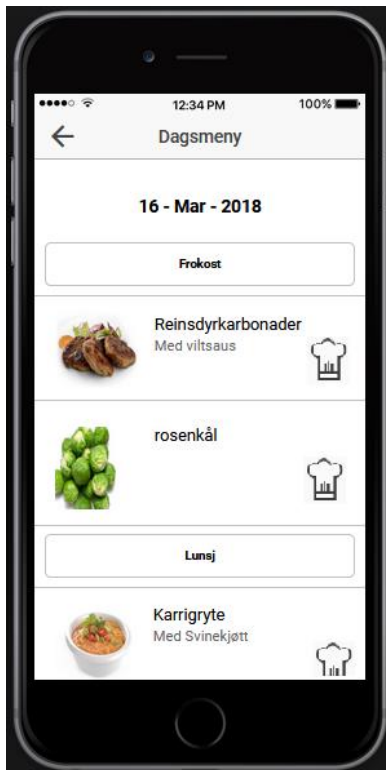 12:34 PM
100%
Dagsmeny
16 - Mar - 2018
Frokost
Reinsdyrkarbonader
Med viltsaus
rosenkål
Lunsj
Karrigryte
Med Svinekjøtt